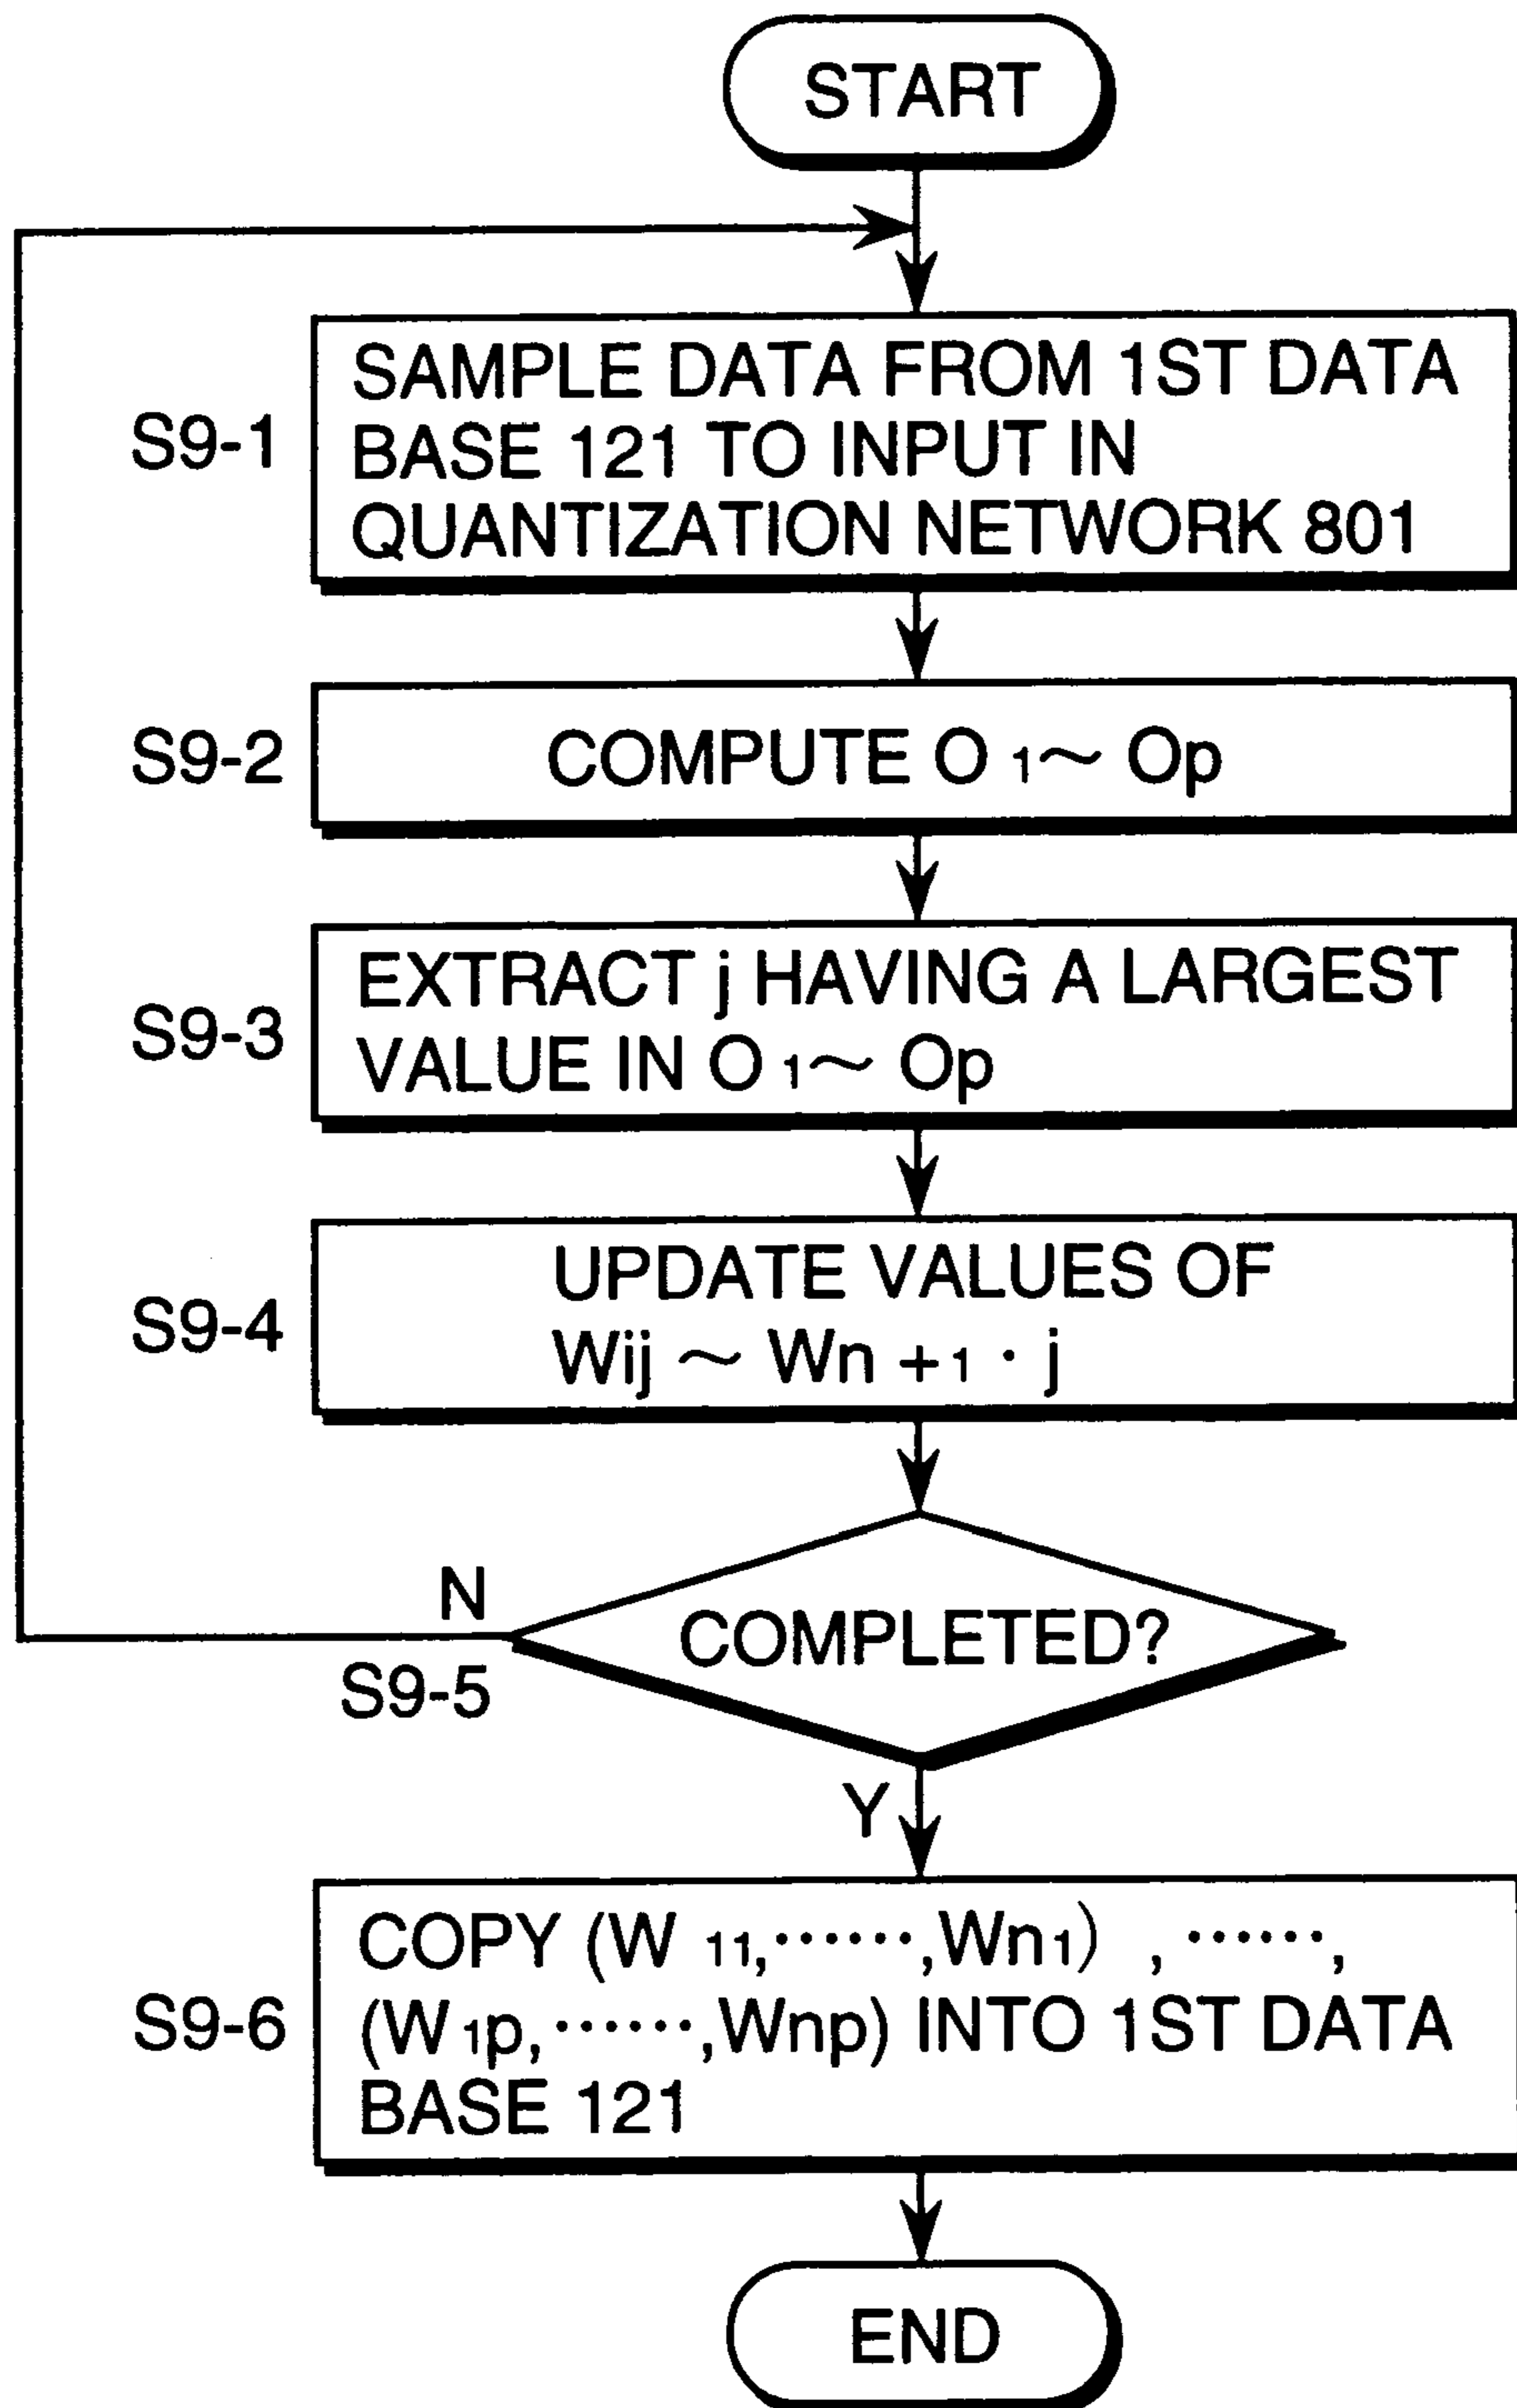 START
S9-1
SAMPLE DATA FROM 1ST DATA
BASE 121 TO INPUT IN
QUANTIZATION NETWORK 801
S9-2
COMPUTE O 1～ Op
S9-3
EXTRACT j HAVING A LARGEST
VALUE IN O 1～ Op
S9-4
UPDATE VALUES OF
Wij ～ Wn +1 · j
N
COMPLETED?
S9-5
Y
S9-6
COPY (W 11,······,Wn1) , ······,
(W 1p, ······,Wnp) INTO 1ST DATA
BASE 121
END